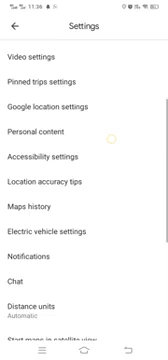 11:36
Settings
Video settings
Pinned trips settings
Google location settings
Personal content
Accessibility settings
Location accuracy tips
Maps history
Electric vehicle settings
Notifications
Chat
Distance units
Automatic
Start maps in satellite view